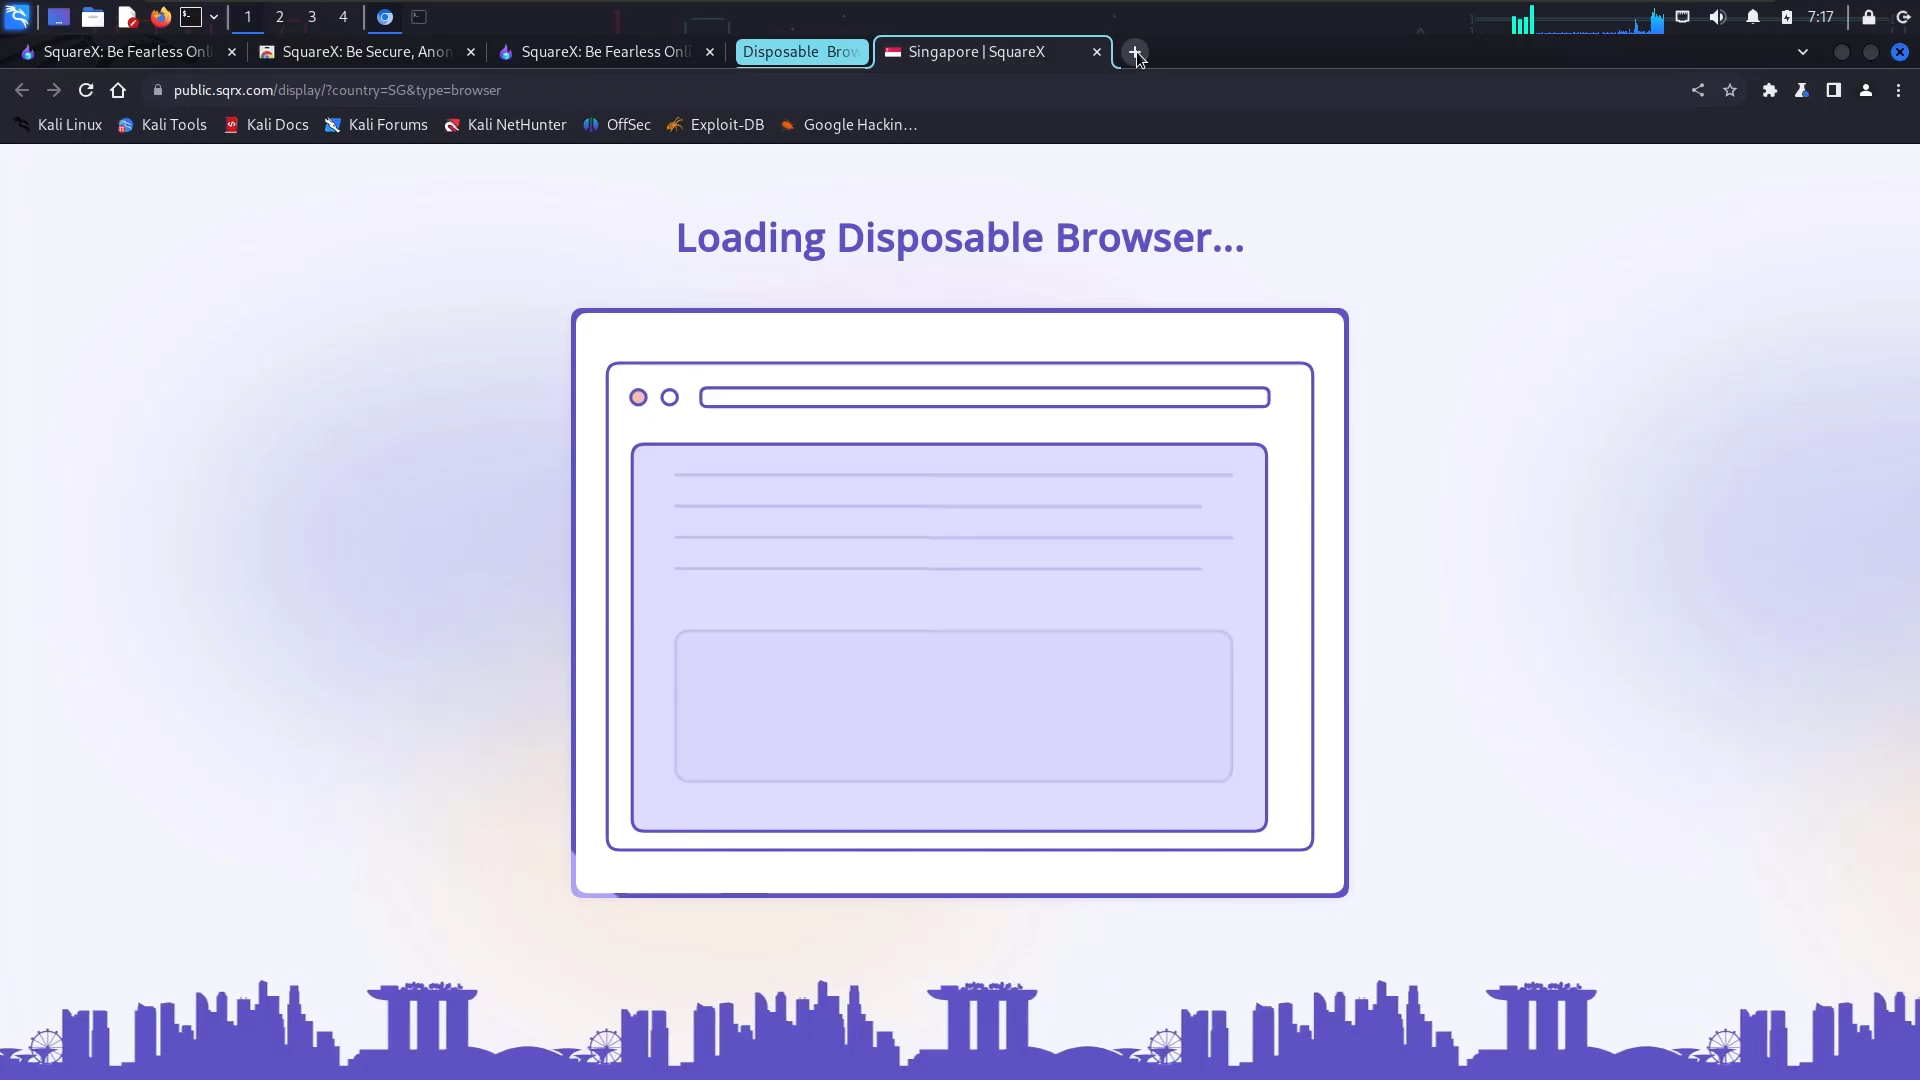 1 2 3 4 7:17
SquareX: Be Fearless Onli
SquareX: Be Secure, Anon
SquareX: Be Fearless Onli
Disposable Brow
Singapore | SquareX
public.sqrx.com/display/?country=SG&type=browser
Kali Linux Kali Tools Kali Docs Kali Forums Kali NetHunter OffSec Exploit-DB Google Hackin...
Loading Disposable Browser...